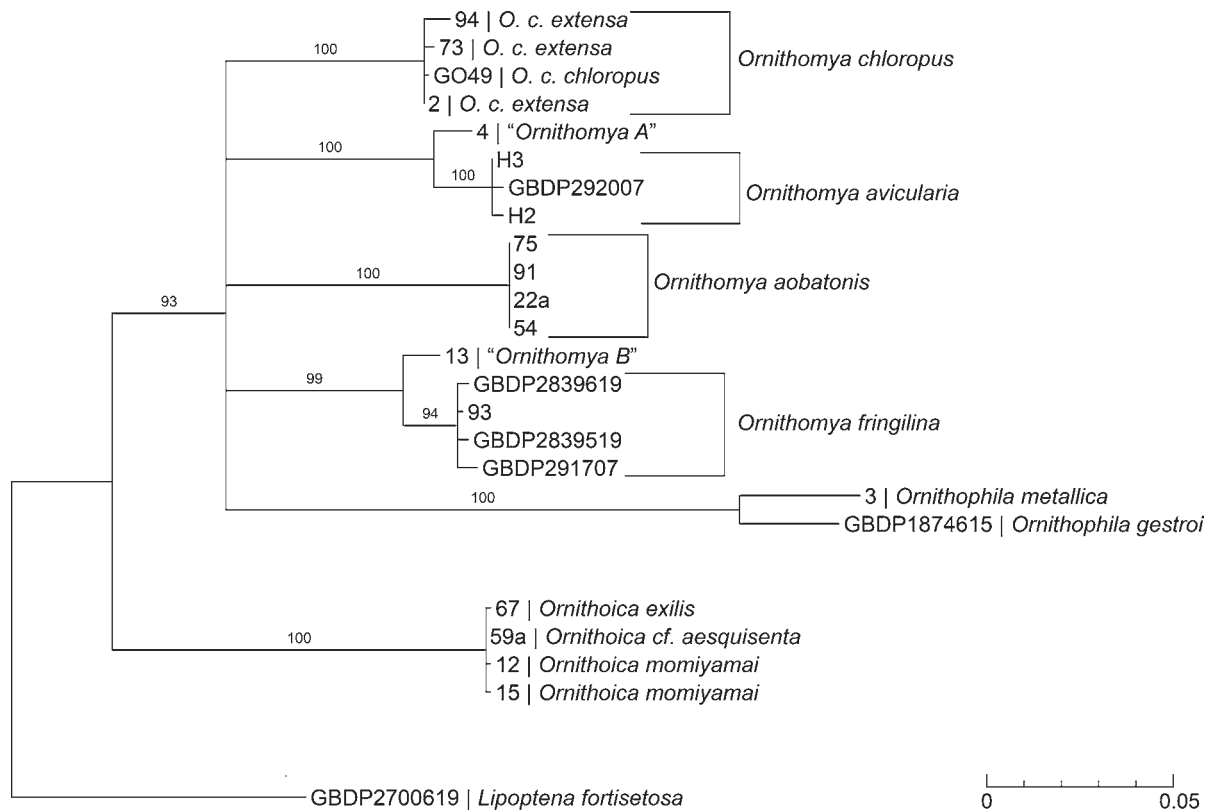 94 | O. c. extensa
100
73 | O. c. extensa
Ornithomya chloropus
GO49 | O. c. chloropus
2 | O. c. extensa
4 | “Ornithomya A”
100
H3
100
GBDP292007
Ornithomya avicularia
H2
75
91
100
Ornithomya aobatonis
22a
93
54
13 | “Ornithomya B”
99
GBDP2839619
94
93
Ornithomya fringilina
GBDP2839519
GBDP291707
100
3 | Ornithophila metallica
GBDP1874615 | Ornithophila gestroi
67 | Ornithoica exilis
100
59a | Ornithoica cf. aesquisenta
12 | Ornithoica momiyamai
15 | Ornithoica momiyamai
GBDP2700619 | Lipoptena fortisetosa
0 0.05